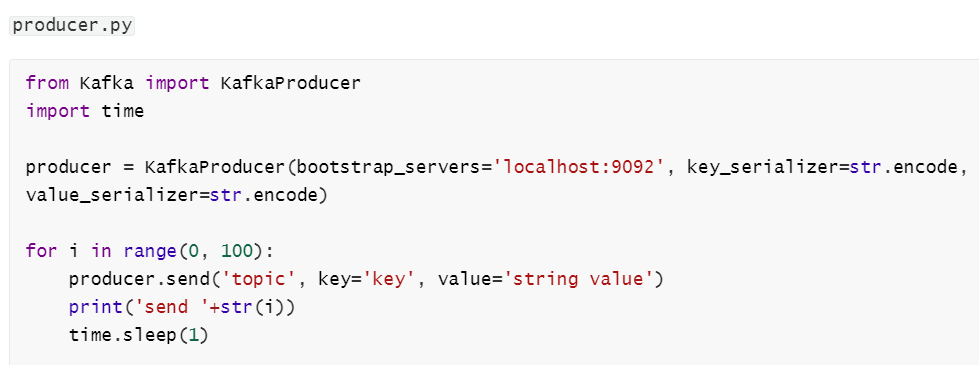 producer.py
from Kafka import KafkaProducer
import time
producer = KafkaProducer(bootstrap_servers='localhost:9092', key_serializer=str.encode,
value_serializer=str.encode)
for i in range(0, 100):
    producer.send('topic', key='key', value='string value')
    print('send '+str(i))
    time.sleep(1)